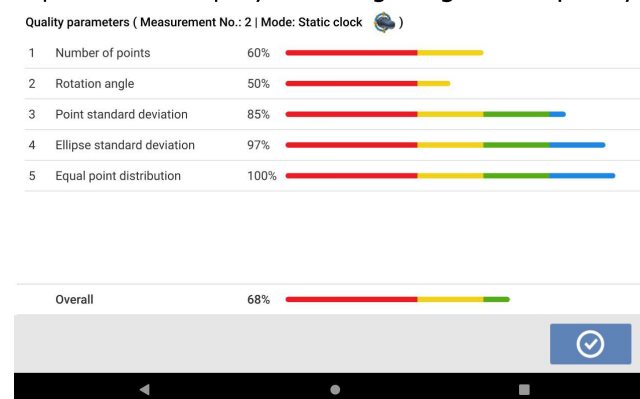 Quality parameters ( Measurement No.: 2 | Mode: Static clock )
1 Number of points 60%
2 Rotation angle 50%
3 Point standard deviation 85%
4 Ellipse standard deviation 97%
5 Equal point distribution 100%
Overall 68%